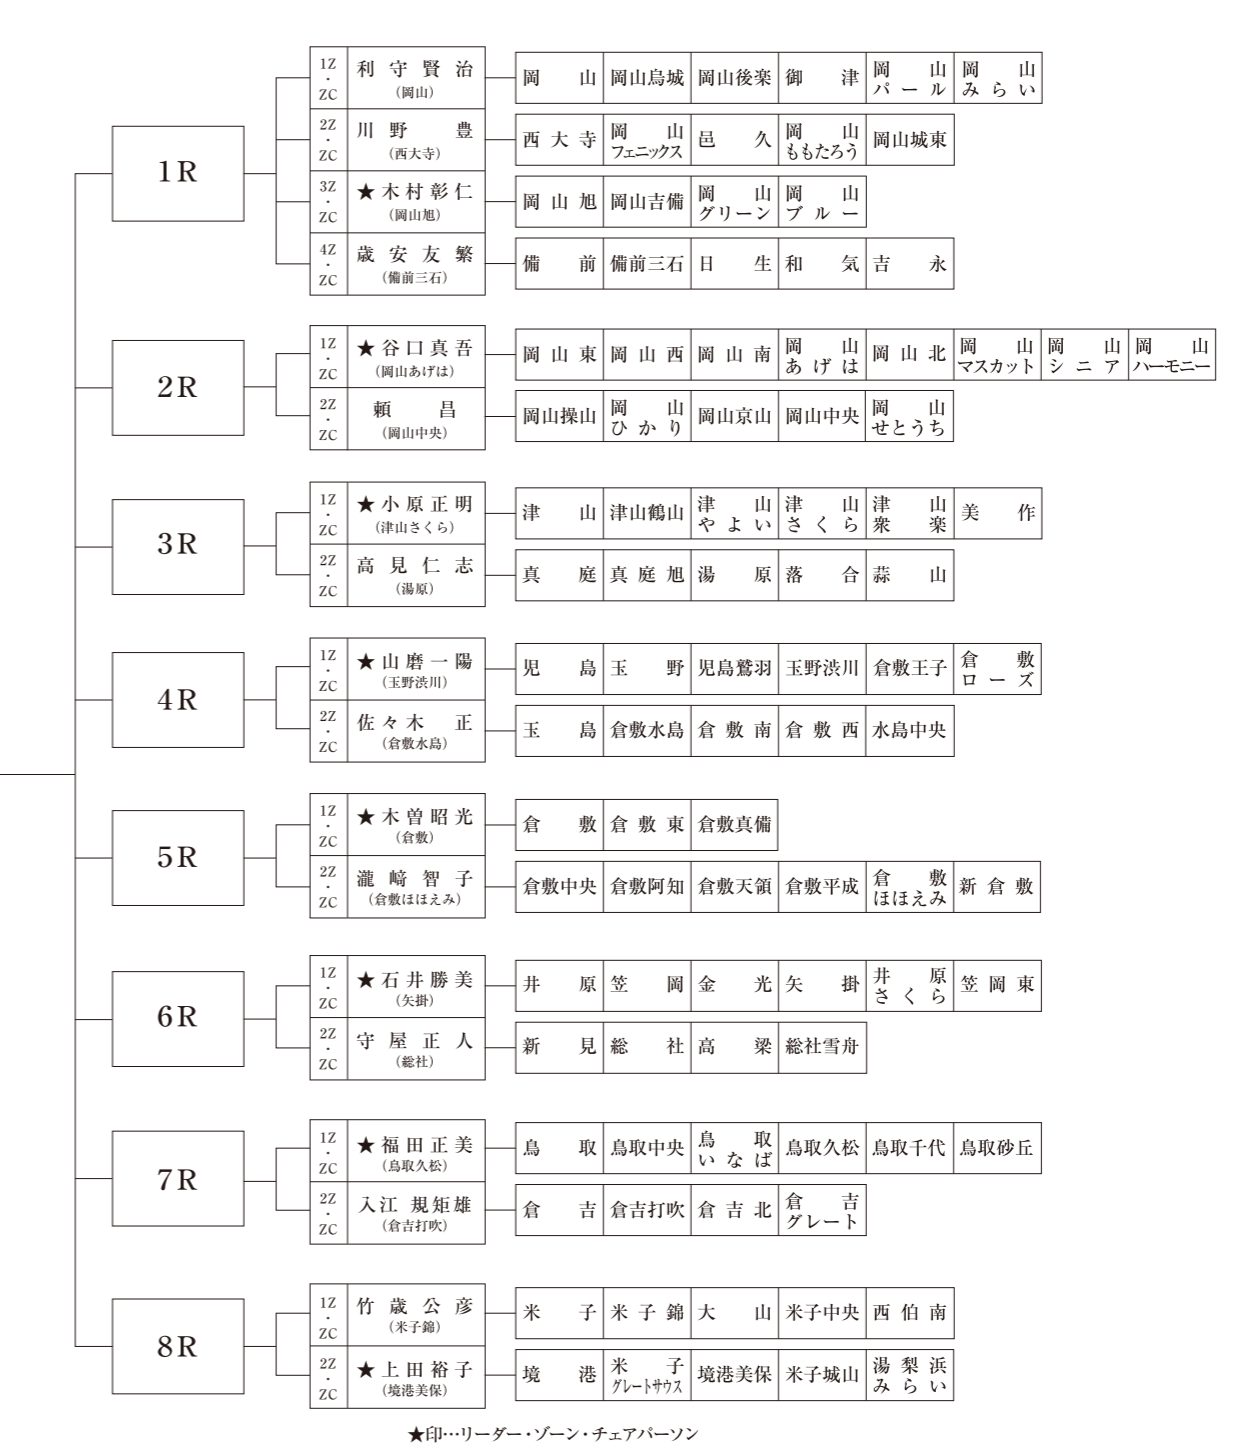 1R
1Z・ZC 利守賢治 (岡山) 岡山 岡山烏城 岡山後楽 御津 岡山パール 岡山みらい
2Z・ZC 川野豊 (西大寺) 西大寺 岡山フェニックス 邑久 岡山ももたろう 岡山城東
3Z・ZC ★木村彰仁 (岡山旭) 岡山旭 岡山吉備 岡山グリーン 岡山ブルー
4Z・ZC 歳安友繁 (備前三石) 備前 備前三石 日生 和気 吉永
2R
1Z・ZC ★谷口真吾 (岡山あげは) 岡山東 岡山西 岡山南 岡山あげは 岡山北 岡山マスカット 岡山シニア 岡山ハーモニー
2Z・ZC 頼昌 (岡山中央) 岡山操山 岡山ひかり 岡山京山 岡山中央 岡山せとうち
3R
1Z・ZC ★小原正明 (津山さくら) 津山 津山鶴山 津山やよい 津山さくら 津山衆楽 美作
2Z・ZC 高見仁志 (湯原) 真庭 真庭旭 湯原 落合 蒜山
4R
1Z・ZC ★山磨一陽 (玉野渋川) 児島 玉野 児島鷲羽 玉野渋川 倉敷王子 倉敷ローズ
2Z・ZC 佐々木正 (倉敷水島) 玉島 倉敷水島 倉敷南 倉敷西 水島中央
5R
1Z・ZC ★木曽昭光 (倉敷) 倉敷 倉敷東 倉敷真備
2Z・ZC 瀧﨑智子 (倉敷ほほえみ) 倉敷中央 倉敷阿知 倉敷天領 倉敷平成 倉敷ほほえみ 新倉敷
6R
1Z・ZC ★石井勝美 (矢掛) 井原 笠岡 金光 矢掛 井原さくら 笠岡東
2Z・ZC 守屋正人 (総社) 新見 総社 高梁 総社雪舟
7R
1Z・ZC ★福田正美 (鳥取久松) 鳥取 鳥取中央 鳥取いなば 鳥取久松 鳥取千代 鳥取砂丘
2Z・ZC 入江規矩雄 (倉吉打吹) 倉吉 倉吉打吹 倉吉北 倉吉グレート
8R
1Z・ZC 竹歳公彦 (米子錦) 米子 米子錦 大山 米子中央 西伯南
2Z・ZC ★上田裕子 (境港美保) 境港 米子グレートサウス 境港美保 米子城山 湯梨浜みらい
★印…リーダー・ゾーン・チェアパーソン